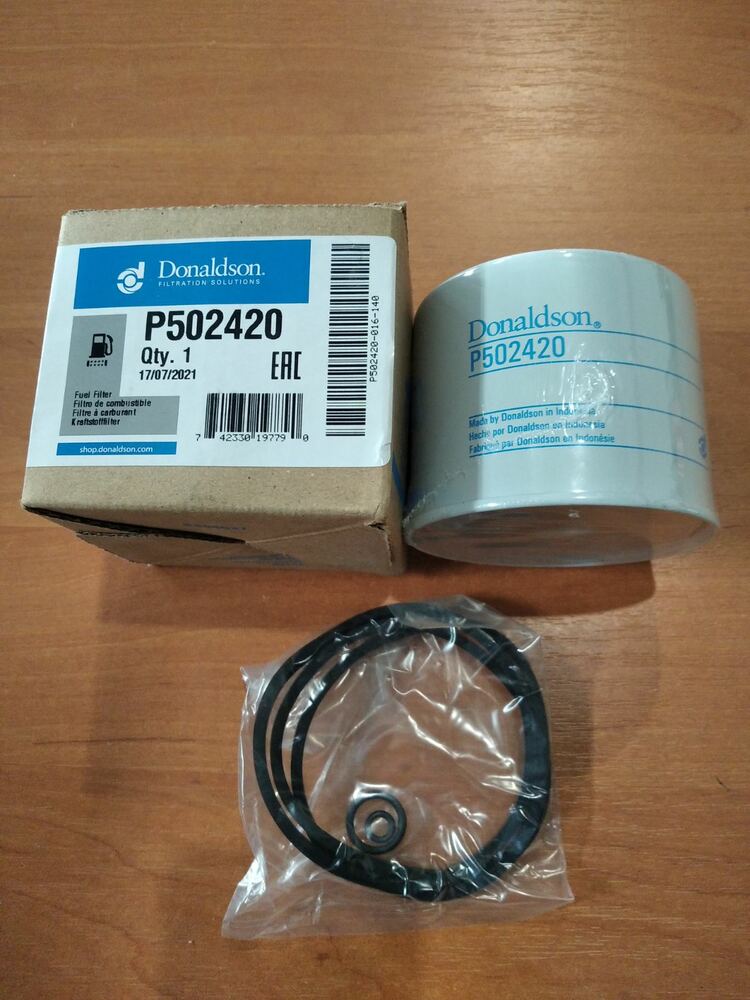 Donaldson.
FILTRATION SOLUTIONS
P502420
Qty. 1
17/07/2021
EAC
Fuel Filter
Filtro de combustible
Filtre à carburant
Kraftstofffilter
shop.donaldson.com
7 42330 19779 0
P502420-016-140
Donaldson®
P502420
Made by Donaldson in Indonesia
Hecho por Donaldson en Indonesia
Fabriqué par Donaldson en Indonésie